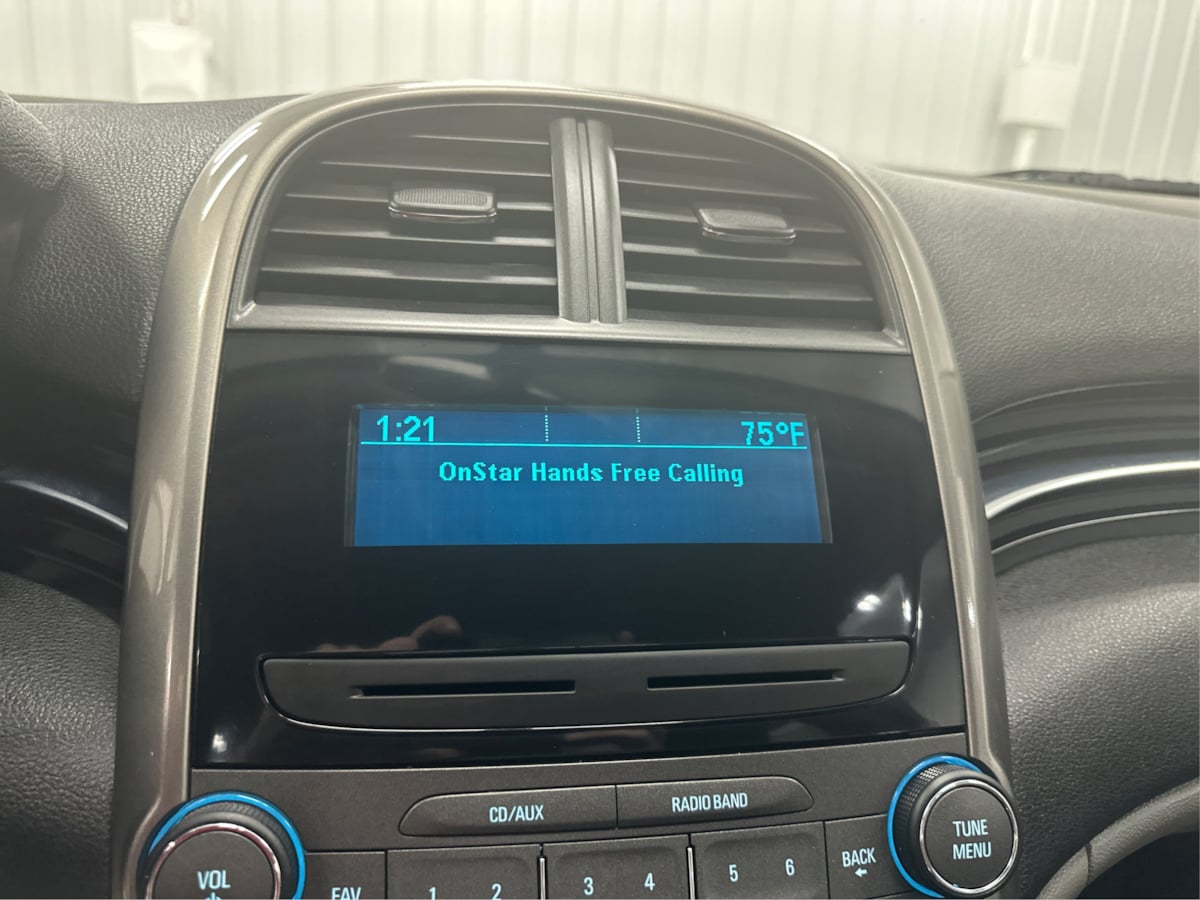 1:21 75°F
OnStar Hands Free Calling
CD/AUX RADIO BAND
VOL
FAV
1 2 3 4 5 6
BACK
TUNE
MENU